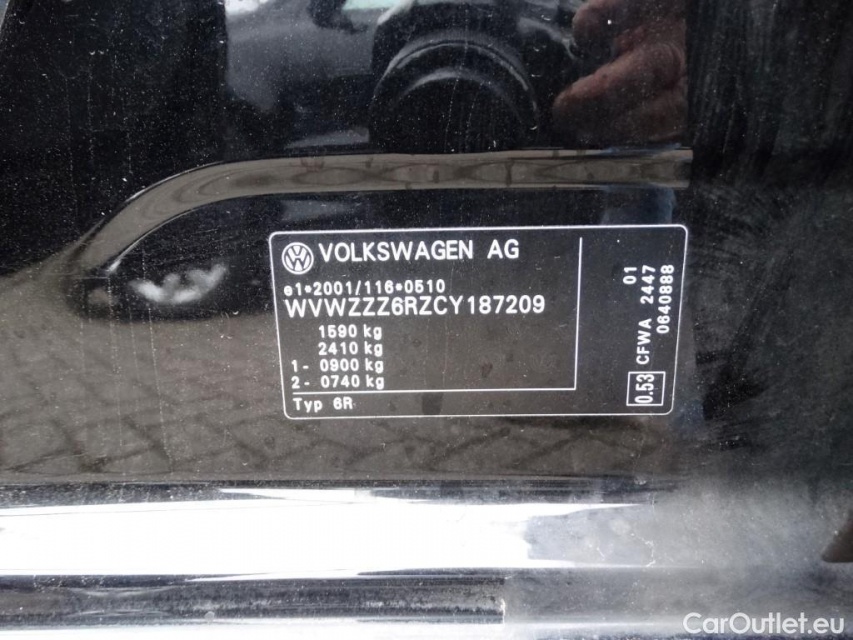 VOLKSWAGEN AG
e1*2001/116*0510
WVWZZZ6RZCY187209
1590 kg
2410 kg
1- 0900 kg
2- 0740 kg
Typ 6R
01
CFWA 2447
0640888
0.53
CarOutlet.eu